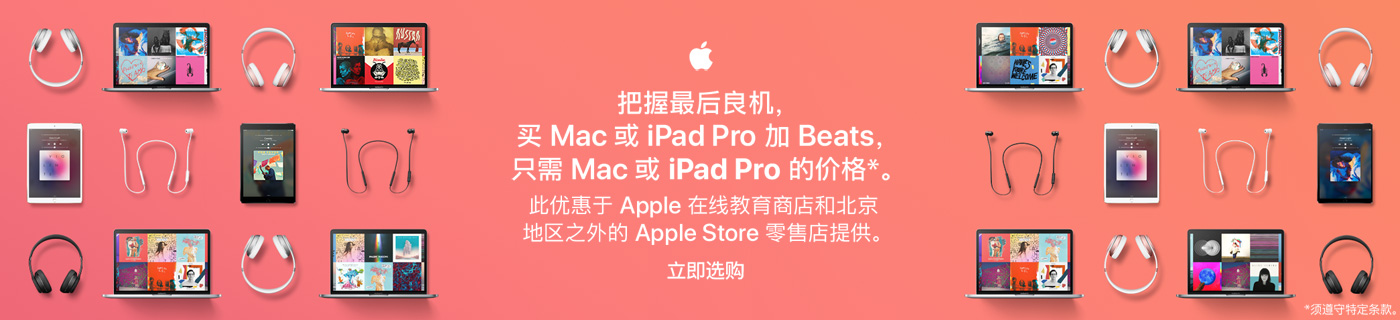 把握最后良机，
买 Mac 或 iPad Pro 加 Beats，
只需 Mac 或 iPad Pro 的价格*。
此优惠于 Apple 在线教育商店和北京
地区之外的 Apple Store 零售店提供。
立即选购
*须遵守特定条款。